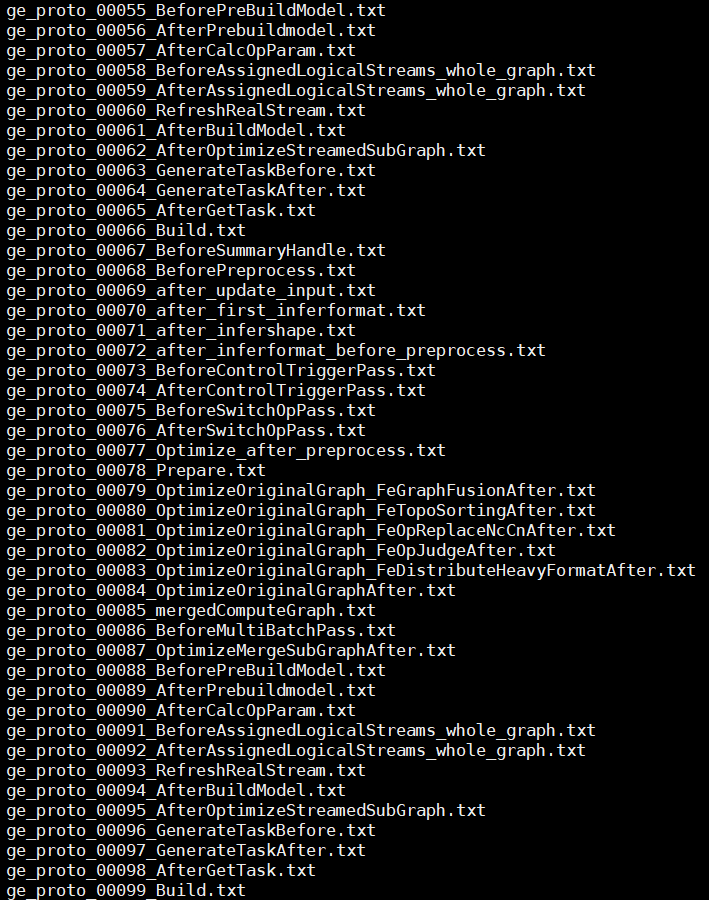 ge_proto_00055_BeforePreBuildModel.txt
ge_proto_00056_AfterPrebuildmodel.txt
ge_proto_00057_AfterCalcOpParam.txt
ge_proto_00058_BeforeAssignedLogicalStreams_whole_graph.txt
ge_proto_00059_AfterAssignedLogicalStreams_whole_graph.txt
ge_proto_00060_RefreshRealStream.txt
ge_proto_00061_AfterBuildModel.txt
ge_proto_00062_AfterOptimizeStreamedSubGraph.txt
ge_proto_00063_GenerateTaskBefore.txt
ge_proto_00064_GenerateTaskAfter.txt
ge_proto_00065_AfterGetTask.txt
ge_proto_00066_Build.txt
ge_proto_00067_BeforeSummaryHandle.txt
ge_proto_00068_BeforePreprocess.txt
ge_proto_00069_after_update_input.txt
ge_proto_00070_after_first_inferformat.txt
ge_proto_00071_after_infershape.txt
ge_proto_00072_after_inferformat_before_preprocess.txt
ge_proto_00073_BeforeControlTriggerPass.txt
ge_proto_00074_AfterControlTriggerPass.txt
ge_proto_00075_BeforeSwitchOpPass.txt
ge_proto_00076_AfterSwitchOpPass.txt
ge_proto_00077_Optimize_after_preprocess.txt
ge_proto_00078_Prepare.txt
ge_proto_00079_OptimizeOriginalGraph_FeGraphFusionAfter.txt
ge_proto_00080_OptimizeOriginalGraph_FeTopoSortingAfter.txt
ge_proto_00081_OptimizeOriginalGraph_FeOpReplaceNcCnAfter.txt
ge_proto_00082_OptimizeOriginalGraph_FeOpJudgeAfter.txt
ge_proto_00083_OptimizeOriginalGraph_FeDistributeHeavyFormatAfter.txt
ge_proto_00084_OptimizeOriginalGraphAfter.txt
ge_proto_00085_mergedComputeGraph.txt
ge_proto_00086_BeforeMultiBatchPass.txt
ge_proto_00087_OptimizeMergeSubGraphAfter.txt
ge_proto_00088_BeforePreBuildModel.txt
ge_proto_00089_AfterPrebuildmodel.txt
ge_proto_00090_AfterCalcOpParam.txt
ge_proto_00091_BeforeAssignedLogicalStreams_whole_graph.txt
ge_proto_00092_AfterAssignedLogicalStreams_whole_graph.txt
ge_proto_00093_RefreshRealStream.txt
ge_proto_00094_AfterBuildModel.txt
ge_proto_00095_AfterOptimizeStreamedSubGraph.txt
ge_proto_00096_GenerateTaskBefore.txt
ge_proto_00097_GenerateTaskAfter.txt
ge_proto_00098_AfterGetTask.txt
ge_proto_00099_Build.txt